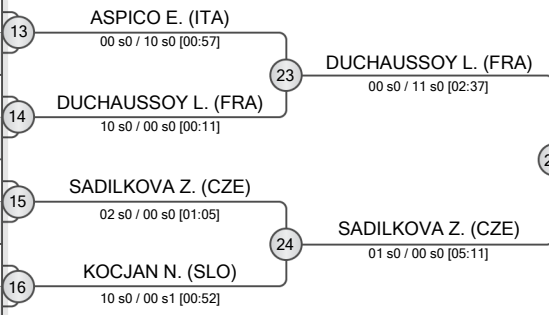 13
ASPICO E. (ITA)
00 s0 / 10 s0 [00:57]
23
DUCHAUSSOY L. (FRA)
00 s0 / 11 s0 [02:37]
14
DUCHAUSSOY L. (FRA)
10 s0 / 00 s0 [00:11]
15
SADILKOVA Z. (CZE)
02 s0 / 00 s0 [01:05]
24
SADILKOVA Z. (CZE)
01 s0 / 00 s0 [05:11]
16
KOCJAN N. (SLO)
10 s0 / 00 s1 [00:52]